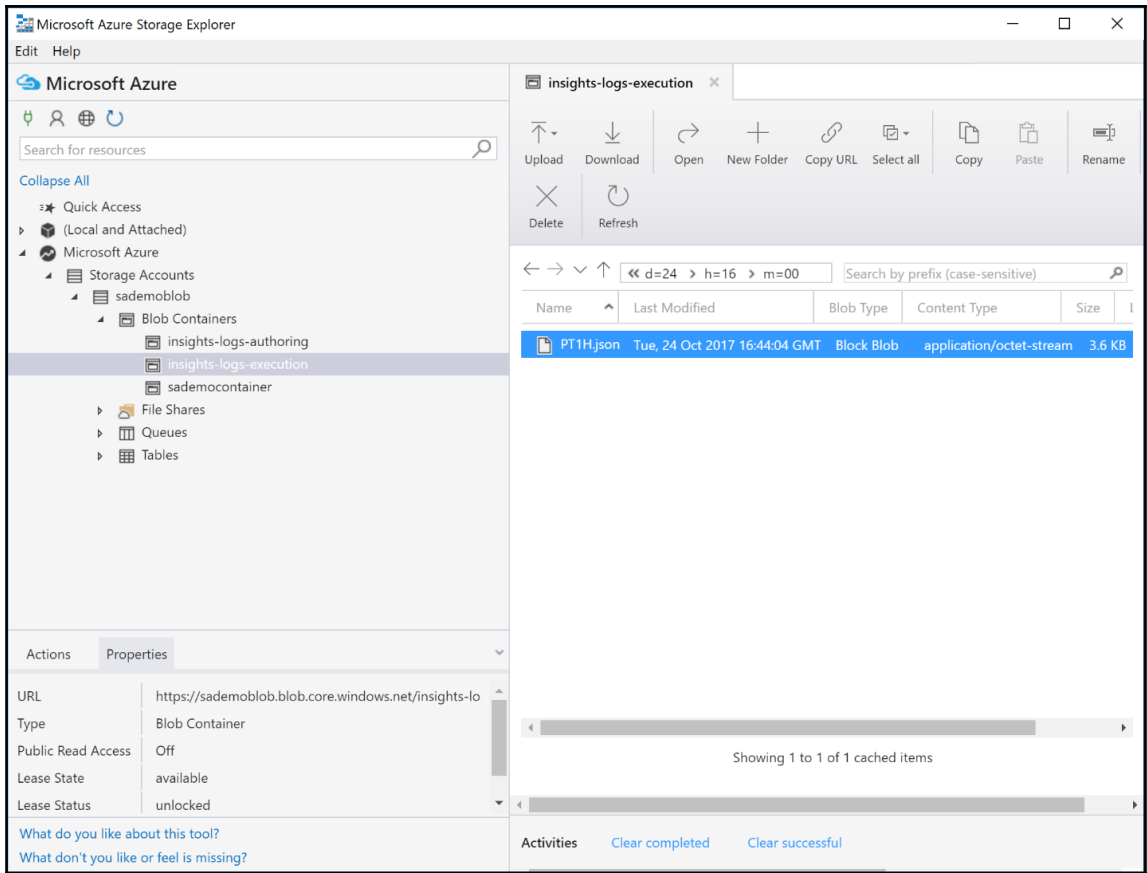 Microsoft Azure Storage Explorer
Edit Help
Microsoft Azure
Search for resources
Collapse All
Quick Access
(Local and Attached)
Microsoft Azure
Storage Accounts
sademoblob
Blob Containers
insights-logs-authoring
insights-logs-execution
sademocontainer
File Shares
Queues
Tables
Actions Properties
URL https://sademoblob.blob.core.windows.net/insights-lo
Type Blob Container
Public Read Access Off
Lease State available
Lease Status unlocked
What do you like about this tool?
What don't you like or feel is missing?
insights-logs-execution
Upload Download Open New Folder Copy URL Select all Copy Paste Rename
Delete Refresh
« d=24 > h=16 > m=00 Search by prefix (case-sensitive)
Name Last Modified Blob Type Content Type Size
PT1H.json Tue, 24 Oct 2017 16:44:04 GMT Block Blob application/octet-stream 3.6 KB
Showing 1 to 1 of 1 cached items
Activities Clear completed Clear successful